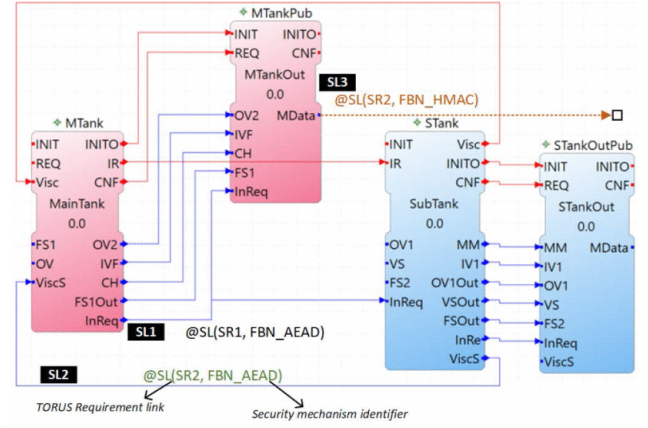 MTankPub
INIT INITO
REQ CNF
MTankOut
0.0
OV2 MData
IVF
CH
FS1
InReq
SL3
@SL(SR2, FBN_HMAC)
MTank
INIT INITO
REQ IR
Visc CNF
MainTank
0.0
FS1 OV2
OV IVF
ViscS CH
FS1Out
InReq
STank
INIT Visc
IR INITO
CNF
SubTank
0.0
OV1 MM
VS IV1
FS2 OV1Out
InReq VSOut
FSOut
InRe
ViscS
STankOutPub
INIT INITO
REQ CNF
STankOut
0.0
MM MData
IV1
OV1
VS
FS2
InReq
ViscS
SL1 @SL(SR1, FBN_AEAD)
SL2 @SL(SR2, FBN_AEAD)
TORUS Requirement link
Security mechanism identifier